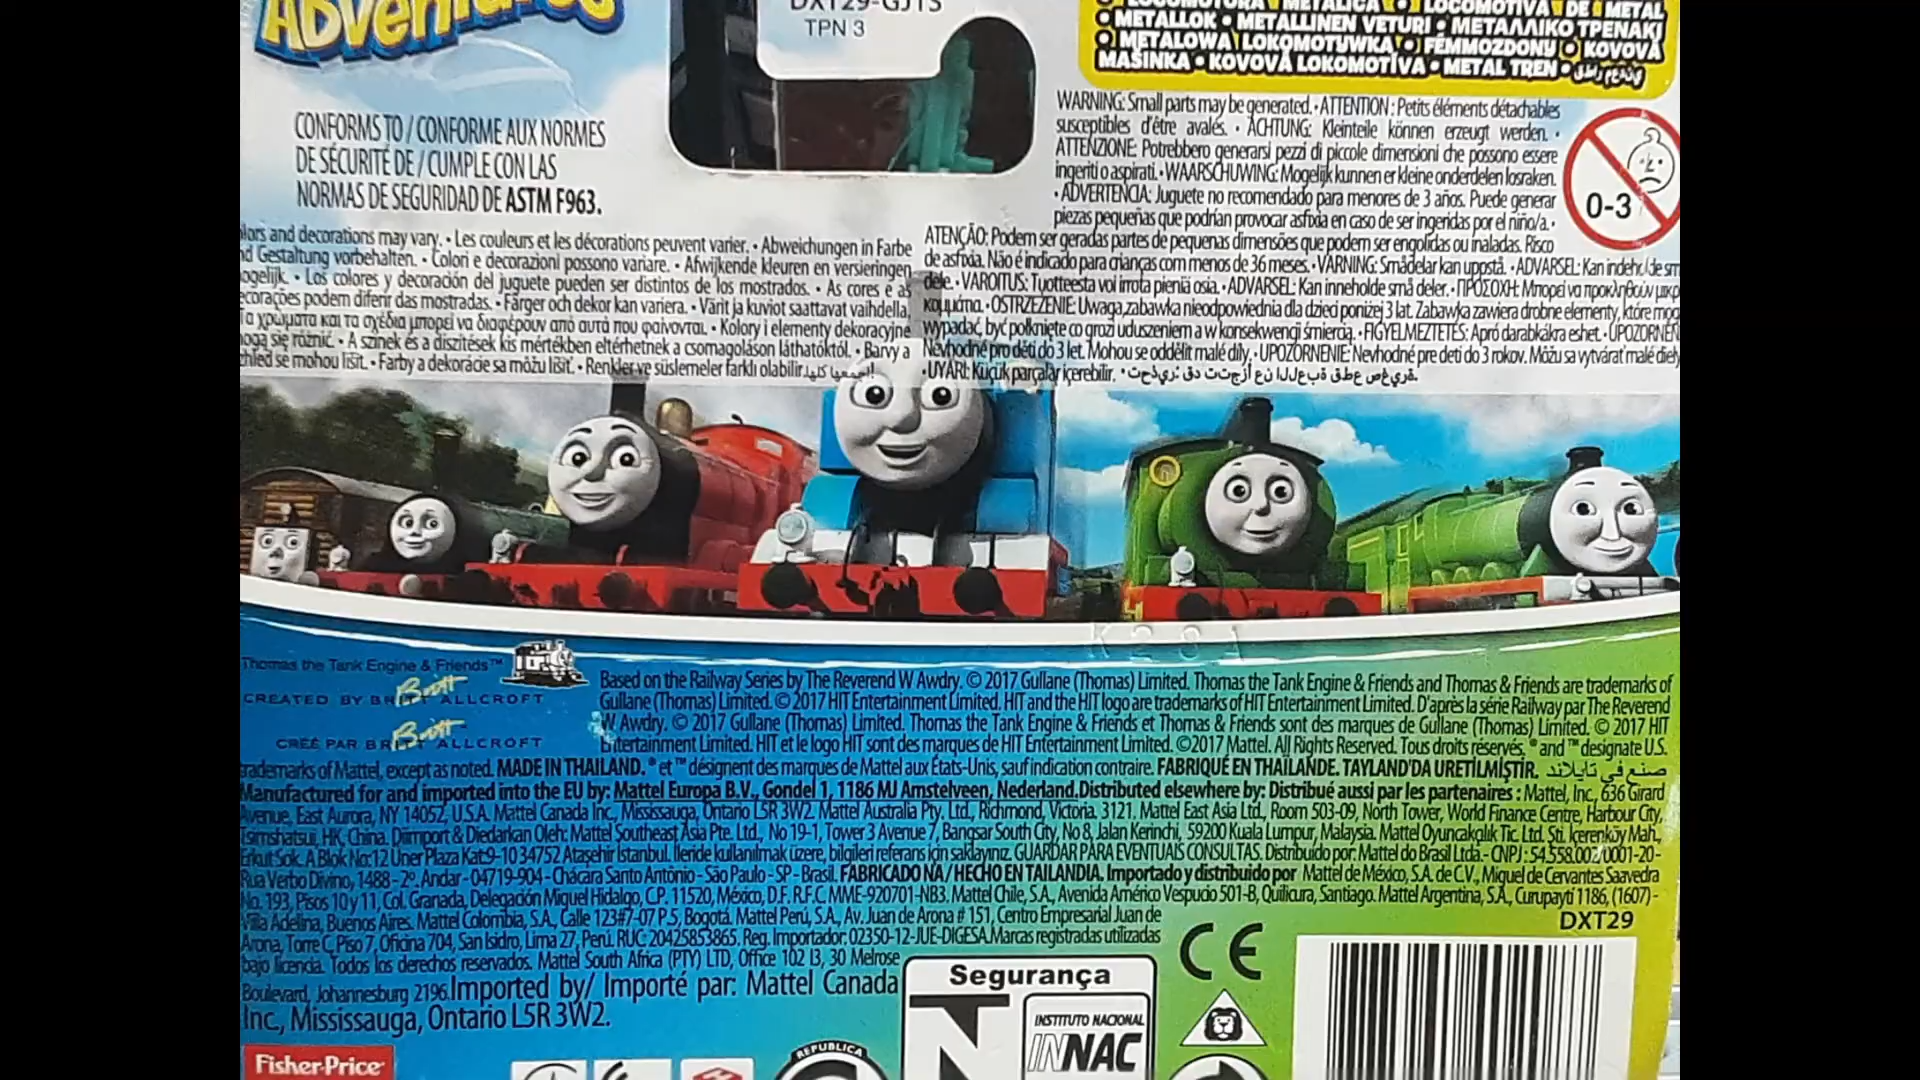 Adventures
DXT29-GJ15
TPN 3
LOCOMOTORA METÁLICA • LOCOMOTIVA DE METAL
• METALLOK • METALLINEN VETURI • ΜΕΤΑΛΛΙΚΟ ΤΡΕΝΑΚΙ
• METALOWA LOKOMOTYWKA • FÉMMOZDONY • KOVOVÁ
MAŠINKA • KOVOVÁ LOKOMOTÍVA • METAL TREN •
CONFORMS TO / CONFORME AUX NORMES
DE SÉCURITÉ DE / CUMPLE CON LAS
NORMAS DE SEGURIDAD DE ASTM F963.
WARNING: Small parts may be generated. • ATTENTION : Petits éléments détachables
susceptibles d'être avalés. • ACHTUNG: Kleinteile können erzeugt werden. •
ATTENZIONE: Potrebbero generarsi pezzi di piccole dimensioni che possono essere
ingeriti o aspirati. • WAARSCHUWING: Mogelijk kunnen er kleine onderdelen losraken.
• ADVERTENCIA: Juguete no recomendado para menores de 3 años. Puede generar
piezas pequeñas que podrían provocar asfixia en caso de ser ingeridas por el niño/a. •
0-3
ATENÇÃO: Podem ser geradas partes de pequenas dimensões que podem ser engolidas ou inaladas. Risco
de asfixia. Não é indicado para crianças com menos de 36 meses. • VARNING: Smådelar kan uppstå. • ADVARSEL: Kan indeholde sm
dele. • VAROITUS: Tuotteesta voi irrota pieniä osia. • ADVARSEL: Kan inneholde små deler. • ΠΡΟΣΟΧΗ: Μπορεί να προκληθούν μικρ
κομμάτια. • OSTRZEŻENIE: Uwaga, zabawka nieodpowiednia dla dzieci poniżej 3 lat. Zabawka zawiera drobne elementy, które mog
wypadać, być połknięte co grozi uduszeniem a w konsekwencji śmiercią. • FIGYELMEZTETÉS: Apró darabkákra eshet. • UPOZORNĚN
Nevhodné pro děti do 3 let. Mohou se oddělit malé díly. • UPOZORNENIE: Nevhodné pre deti do 3 rokov. Môžu sa vytvárať malé diely
• UYARI: Küçük parçalar içerebilir. • تحذير: قد تتجزأ عن اللعبة قطع صغيرة.
lors and decorations may vary. • Les couleurs et les décorations peuvent varier. • Abweichungen in Farbe
nd Gestaltung vorbehalten. • Colori e decorazioni possono variare. • Afwijkende kleuren en versieringen
ogelijk. • Los colores y decoración del juguete pueden ser distintos de los mostrados. • As cores e as
ecorações podem diferir das mostradas. • Färger och dekor kan variera. • Värit ja kuviot saattavat vaihdella.
Τα χρώματα και τα σχέδια μπορεί να διαφέρουν από αυτά που φαίνονται. • Kolory i elementy dekoracyjne
ogą się różnić. • A színek és a díszítések kis mértékben eltérhetnek a csomagoláson láthatóktól. • Barvy a
zhled se mohou lišit. • Farby a dekorácie sa môžu líšiť. • Renkler ve süslemeler farklı olabilir.
Thomas the Tank Engine & Friends™
CREATED BY BRITT ALLCROFT
CRÉÉ PAR BRITT ALLCROFT
Based on the Railway Series by The Reverend W Awdry. © 2017 Gullane (Thomas) Limited. Thomas the Tank Engine & Friends and Thomas & Friends are trademarks of
Gullane (Thomas) Limited. © 2017 HIT Entertainment Limited. HIT and the HIT logo are trademarks of HIT Entertainment Limited. D'après la série Railway par The Reverend
W Awdry. © 2017 Gullane (Thomas) Limited. Thomas the Tank Engine & Friends et Thomas & Friends sont des marques de Gullane (Thomas) Limited. © 2017 HIT
Entertainment Limited. HIT et le logo HIT sont des marques de HIT Entertainment Limited. ©2017 Mattel. All Rights Reserved. Tous droits réservés. ® and ™ designate U.S.
trademarks of Mattel, except as noted. MADE IN THAILAND. ® et ™ désignent des marques de Mattel aux États-Unis, sauf indication contraire. FABRIQUÉ EN THAÏLANDE. TAYLAND'DA ÜRETİLMİŞTİR. صنع في تايلاند
Manufactured for and imported into the EU by: Mattel Europa B.V., Gondel 1, 1186 MJ Amstelveen, Nederland. Distributed elsewhere by: Distribué aussi par les partenaires : Mattel, Inc., 636 Girard
Avenue, East Aurora, NY 14052, U.S.A. Mattel Canada Inc., Mississauga, Ontario L5R 3W2. Mattel Australia Pty. Ltd., Richmond, Victoria. 3121. Mattel East Asia Ltd., Room 503-09, North Tower, World Finance Centre, Harbour City,
Tsimshatsui, HK, China. Diimport & Diedarkan Oleh: Mattel Southeast Asia Pte. Ltd., No 19-1, Tower 3 Avenue 7, Bangsar South City, No 8, Jalan Kerinchi, 59200 Kuala Lumpur, Malaysia. Mattel Oyuncakçılık Tic. Ltd. Şti. İçerenköy Mah.,
Erkut Sok. A Blok No:12 Üner Plaza Kat:9-10 34752 Ataşehir İstanbul. İleride kullanılmak üzere, bilgileri referans için saklayınız. GUARDAR PARA EVENTUAIS CONSULTAS. Distribuido por: Mattel do Brasil Ltda.- CNPJ : 54.558.002/0001-20 -
Rua Verbo Divino, 1488 - 2º. Andar - 04719-904 - Chácara Santo Antônio - São Paulo - SP - Brasil. FABRICADO NA / HECHO EN TAILANDIA. Importado y distribuido por Mattel de México, S.A. de C.V., Miguel de Cervantes Saavedra
No. 193, Pisos 10 y 11, Col. Granada, Delegación Miguel Hidalgo, C.P. 11520, México, D.F. R.F.C. MME-920701-NB3. Mattel Chile, S.A., Avenida Américo Vespucio 501-B, Quilicura, Santiago. Mattel Argentina, S.A., Curupaytí 1186, (1607) -
Villa Adelina, Buenos Aires. Mattel Colombia, S.A., Calle 123#7-07 P.5, Bogotá. Mattel Perú, S.A., Av. Juan de Arona # 151, Centro Empresarial Juan de
Arona, Torre C, Piso 7, Oficina 704, San Isidro, Lima 27, Perú. RUC: 20425853865. Reg. Importador: 02350-12-JUE-DIGESA. Marcas registradas utilizadas
bajo licencia. Todos los derechos reservados. Mattel South Africa (PTY) LTD, Office 102 I3, 30 Melrose
Boulevard, Johannesburg 2196. Imported by/ Importé par: Mattel Canada
Inc., Mississauga, Ontario L5R 3W2.
DXT29
CE
Segurança
INSTITUTO NACIONAL
INNAC
REPUBLICA
Fisher-Price